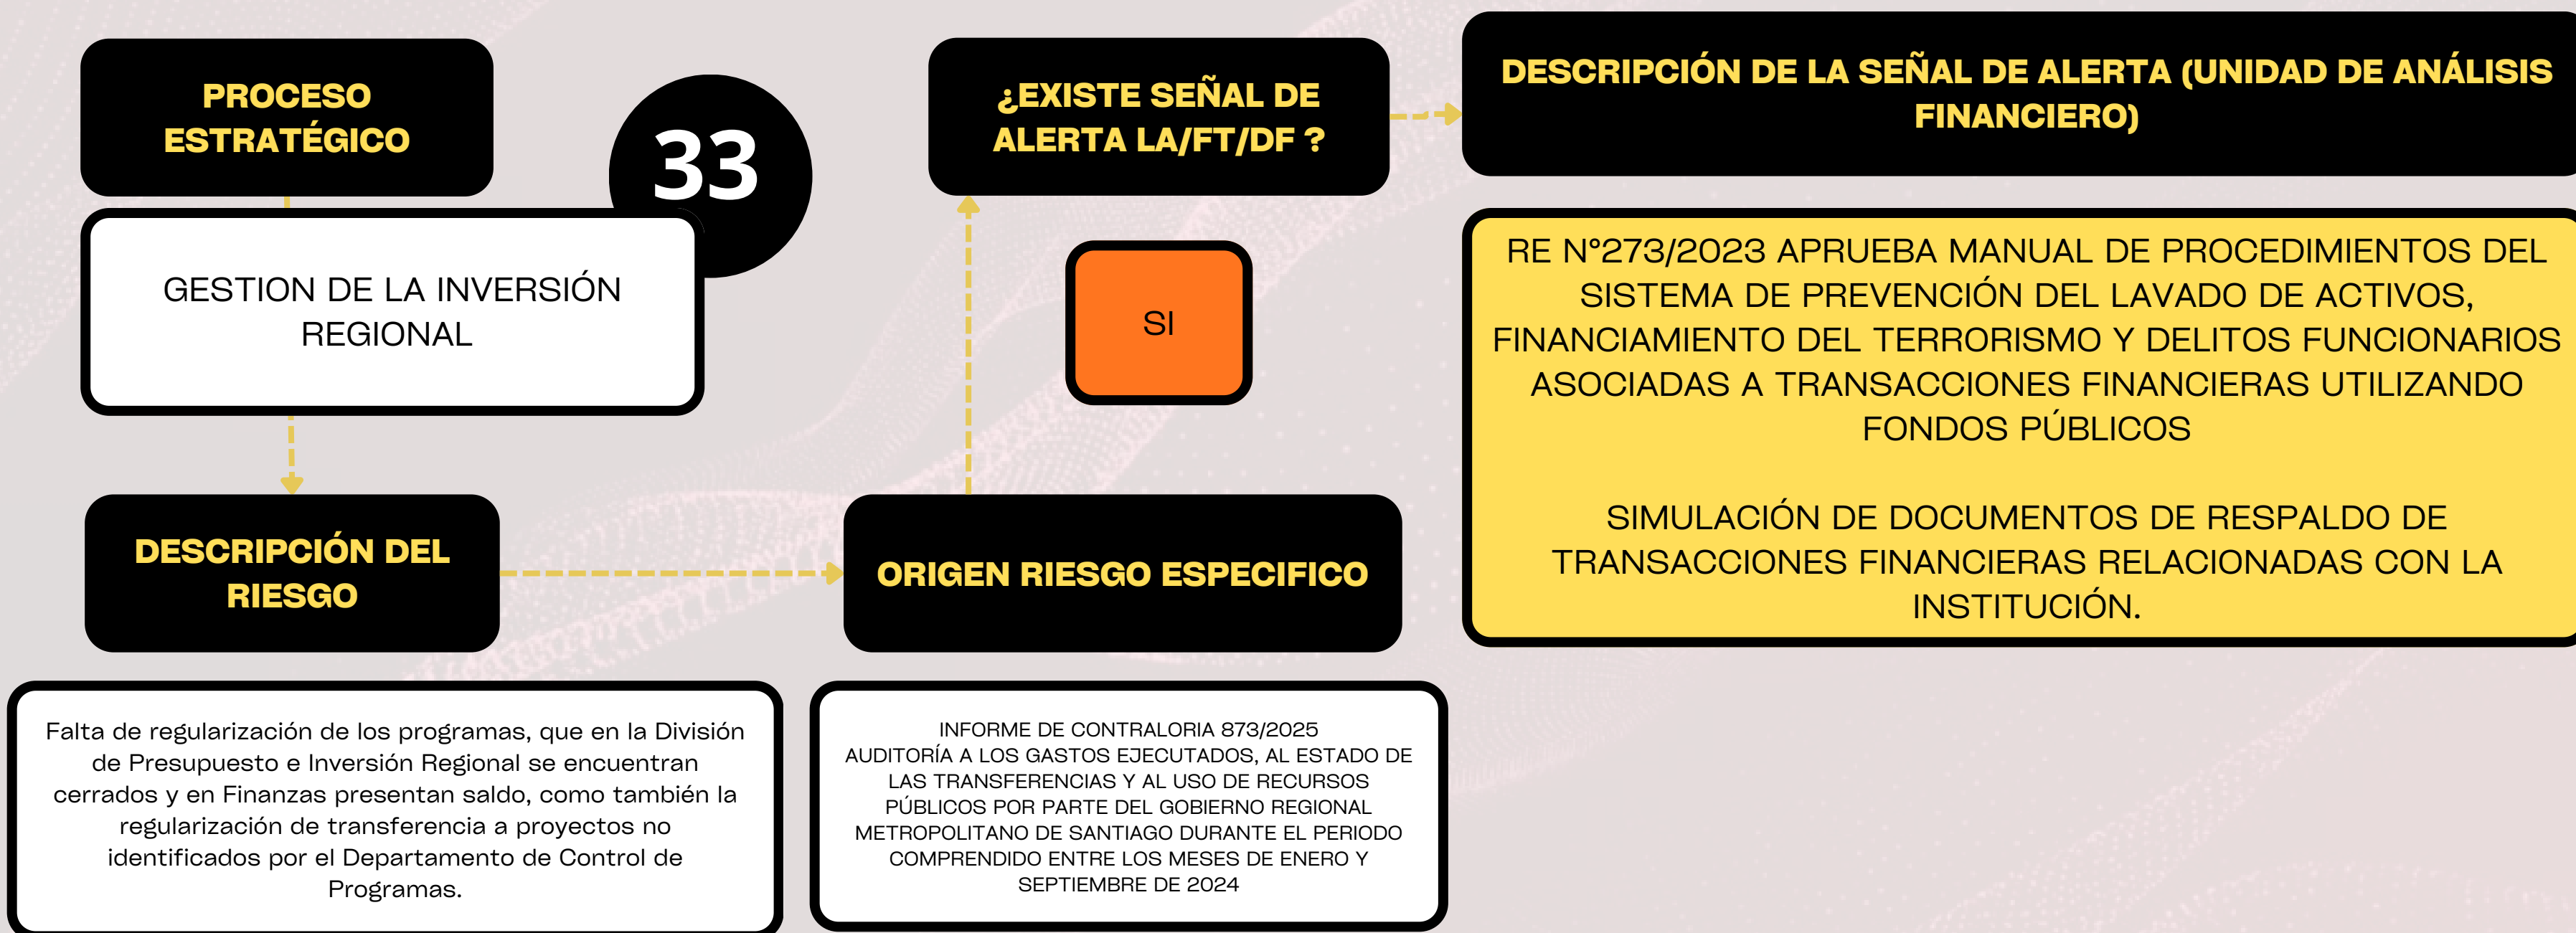 PROCESO
ESTRATÉGICO
33
GESTION DE LA INVERSIÓN
REGIONAL
DESCRIPCIÓN DEL
RIESGO
Falta de regularización de los programas, que en la División
de Presupuesto e Inversión Regional se encuentran
cerrados y en Finanzas presentan saldo, como también la
regularización de transferencia a proyectos no
identificados por el Departamento de Control de
Programas.
ORIGEN RIESGO ESPECIFICO
INFORME DE CONTRALORIA 873/2025
AUDITORÍA A LOS GASTOS EJECUTADOS, AL ESTADO DE
LAS TRANSFERENCIAS Y AL USO DE RECURSOS
PÚBLICOS POR PARTE DEL GOBIERNO REGIONAL
METROPOLITANO DE SANTIAGO DURANTE EL PERIODO
COMPRENDIDO ENTRE LOS MESES DE ENERO Y
SEPTIEMBRE DE 2024
¿EXISTE SEÑAL DE
ALERTA LA/FT/DF ?
SI
DESCRIPCIÓN DE LA SEÑAL DE ALERTA (UNIDAD DE ANÁLISIS
FINANCIERO)
RE N°273/2023 APRUEBA MANUAL DE PROCEDIMIENTOS DEL
SISTEMA DE PREVENCIÓN DEL LAVADO DE ACTIVOS,
FINANCIAMIENTO DEL TERRORISMO Y DELITOS FUNCIONARIOS
ASOCIADAS A TRANSACCIONES FINANCIERAS UTILIZANDO
FONDOS PÚBLICOS
SIMULACIÓN DE DOCUMENTOS DE RESPALDO DE
TRANSACCIONES FINANCIERAS RELACIONADAS CON LA
INSTITUCIÓN.